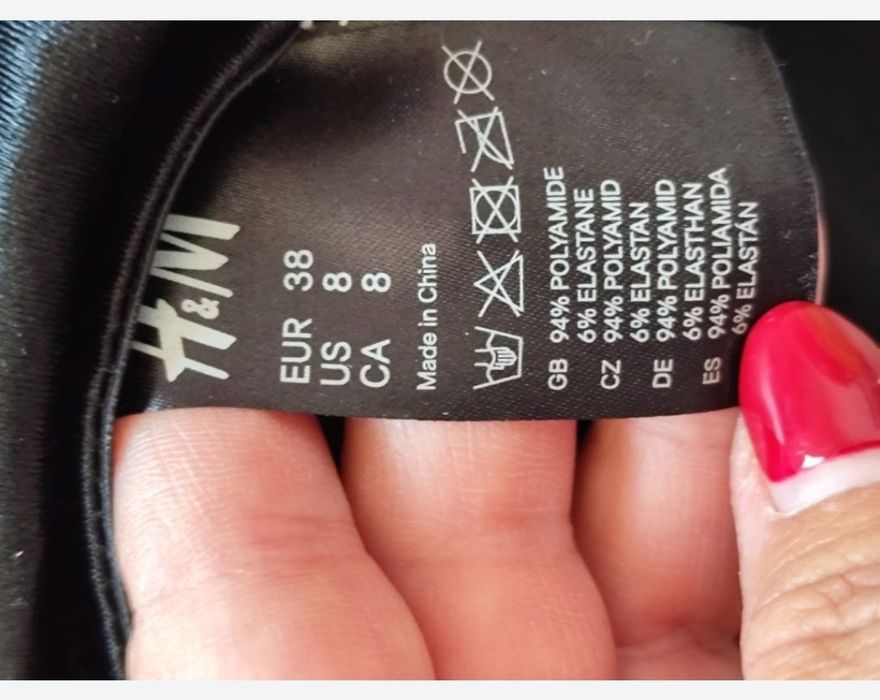 H&M
EUR 38
US 8
CA 8
Made in China
GB 94% POLYAMIDE
6% ELASTANE
CZ 94% POLYAMID
6% ELASTAN
DE 94% POLYAMID
6% ELASTHAN
ES 94% POLIAMIDA
6% ELASTÁN